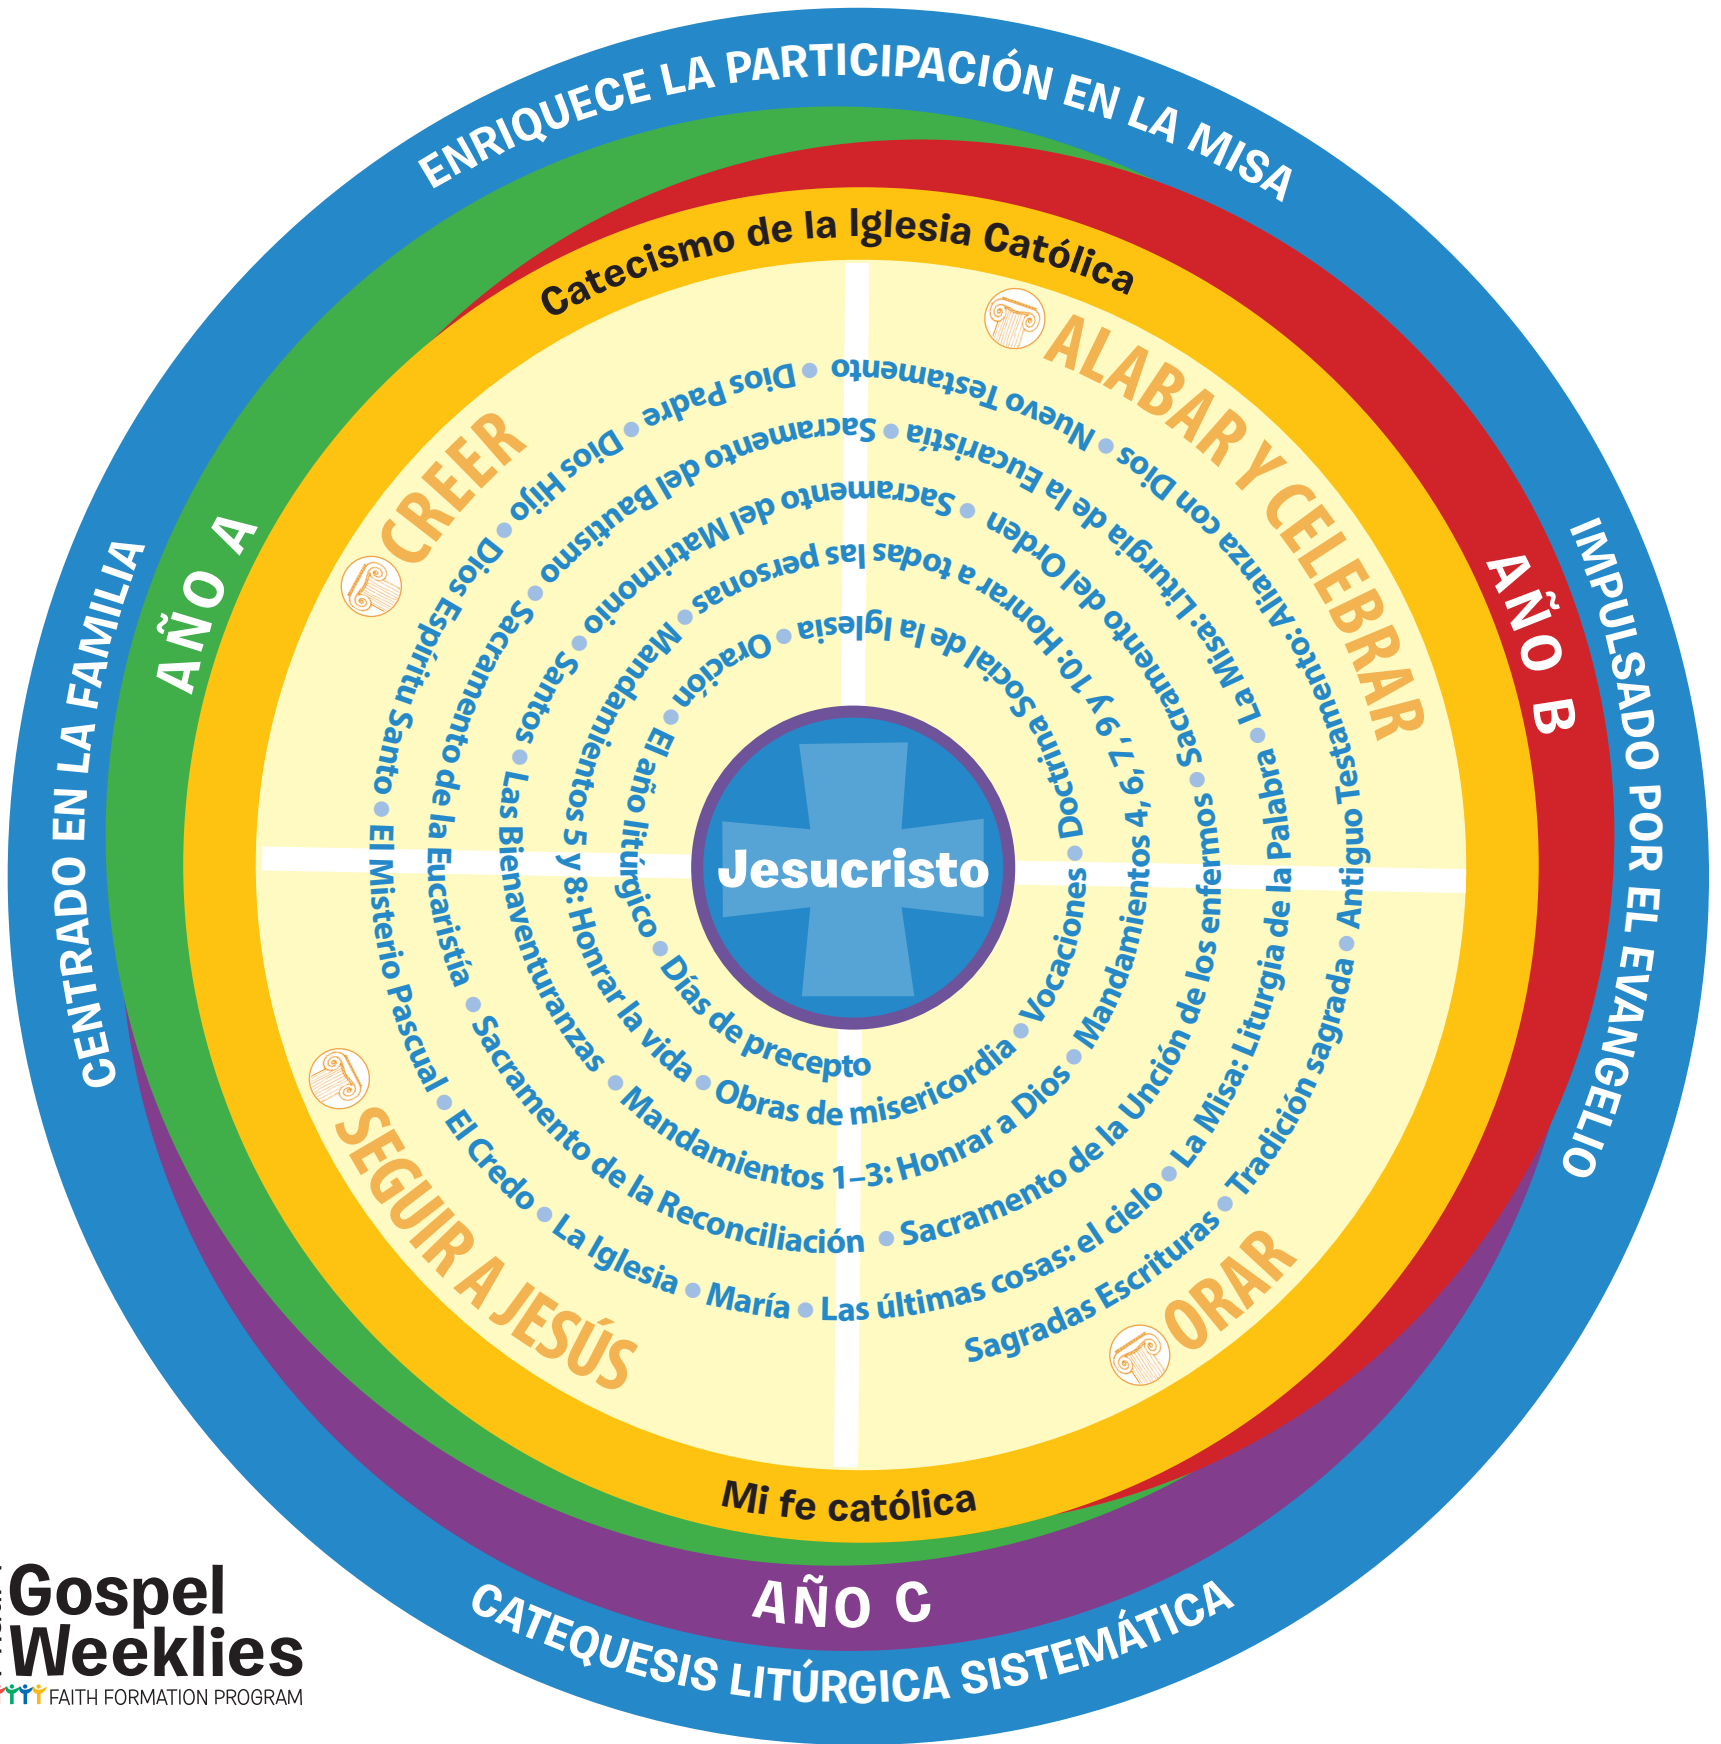 ENRIQUECE LA PARTICIPACIÓN EN LA MISA
IMPULSADO POR EL EVANGELIO
CATEQUESIS LITÚRGICA SISTEMÁTICA
CENTRADO EN LA FAMILIA
AÑO A
AÑO B
AÑO C
Catecismo de la Iglesia Católica
Mi fe católica
CREER
ALABAR Y CELEBRAR
SEGUIR A JESÚS
ORAR
Sagradas Escrituras • Tradición sagrada • Antiguo Testamento: Alianza con Dios • Nuevo Testamento • Dios Padre • Dios Hijo • Dios Espíritu Santo • El Misterio Pascual • El Credo • La Iglesia • María • Las últimas cosas: el cielo • La Misa: Liturgia de la Palabra • La Misa: Liturgia de la Eucaristía • Sacramento del Bautismo • Sacramento de la Eucaristía • Sacramento de la Reconciliación • Sacramento de la Unción de los enfermos • Sacramento del Orden • Sacramento del Matrimonio • Santos • Las Bienaventuranzas • Mandamientos 1–3: Honrar a Dios • Mandamientos 4, 6, 7, 9 y 10: Honrar a todas las personas • Mandamientos 5 y 8: Honrar la vida • Obras de misericordia • Vocaciones • Doctrina Social de la Iglesia • Oración • El año litúrgico • Días de precepto
Jesucristo
Gospel
Weeklies
FAITH FORMATION PROGRAM